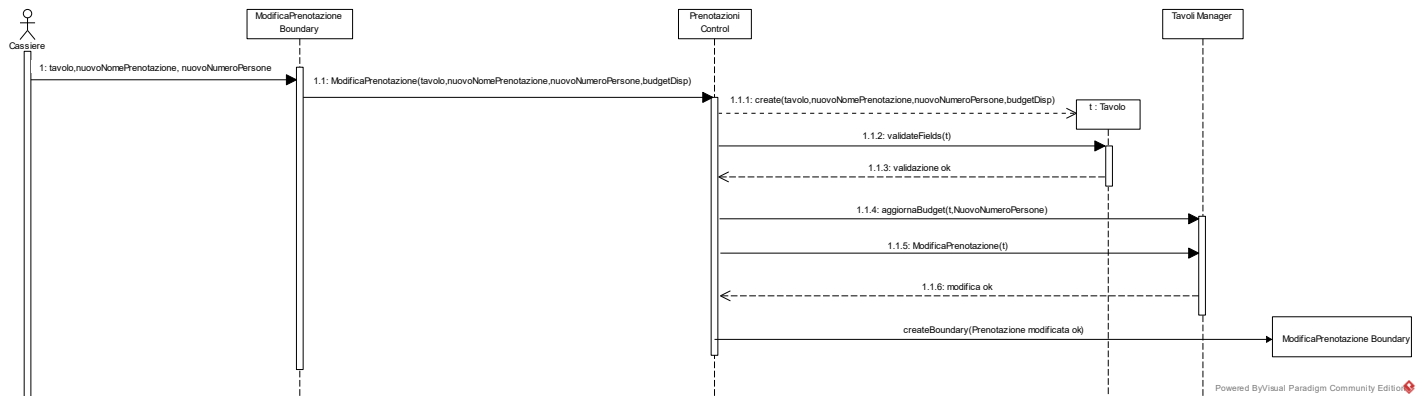 Cassiere
ModificaPrenotazione
Boundary
Prenotazioni
Control
Tavoli Manager
1: tavolo,nuovoNomePrenotazione, nuovoNumeroPersone
1.1: ModificaPrenotazione(tavolo,nuovoNomePrenotazione,nuovoNumeroPersone,budgetDisp)
1.1.1: create(tavolo,nuovoNomePrenotazione,nuovoNumeroPersone,budgetDisp)
t : Tavolo
1.1.2: validateFields(t)
1.1.3: validazione ok
1.1.4: aggiornaBudget(t,NuovoNumeroPersone)
1.1.5: ModificaPrenotazione(t)
1.1.6: modifica ok
createBoundary(Prenotazione modificata ok)
ModificaPrenotazione Boundary
Powered ByVisual Paradigm Community Edition